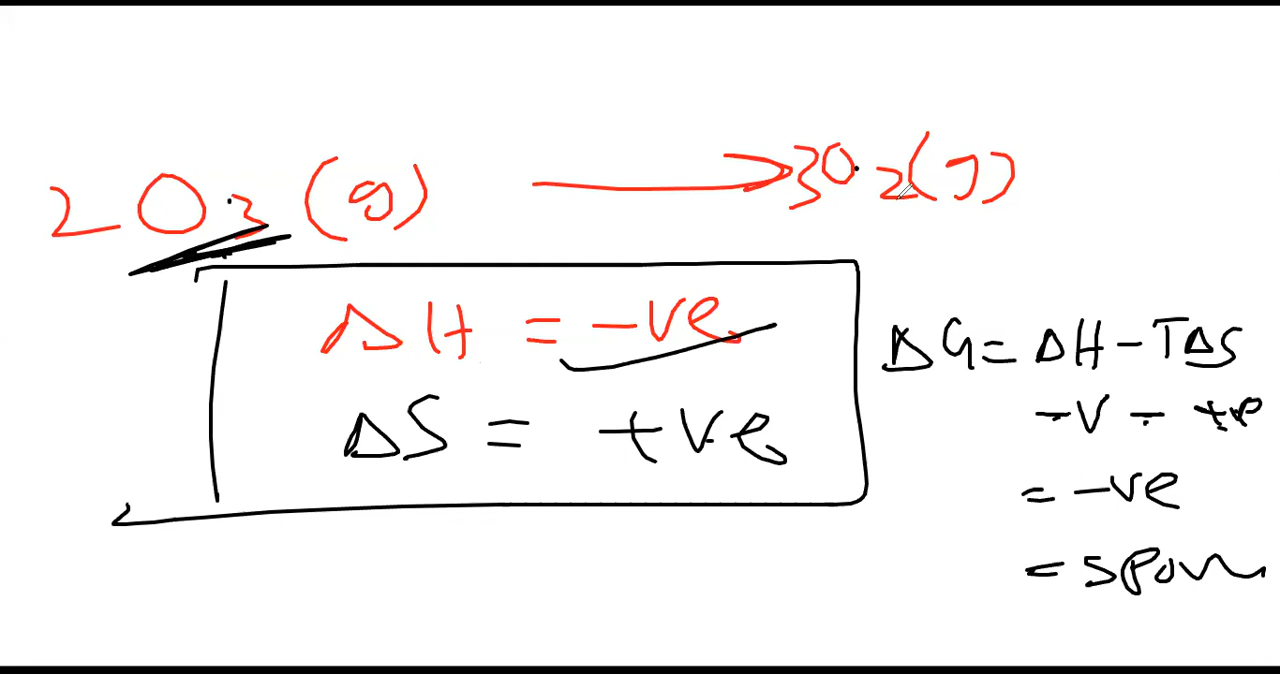 2O3(g) → 3O2(g)
ΔH = -ve
ΔS = +ve
ΔG = ΔH - TΔS
-v - +ve
= -ve
= spon